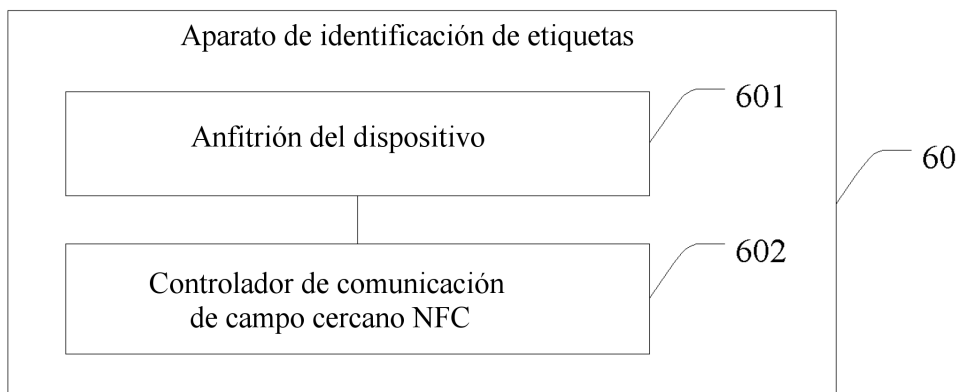 Aparato de identificación de etiquetas
601
Anfitrión del dispositivo
60
602
Controlador de comunicación
de campo cercano NFC